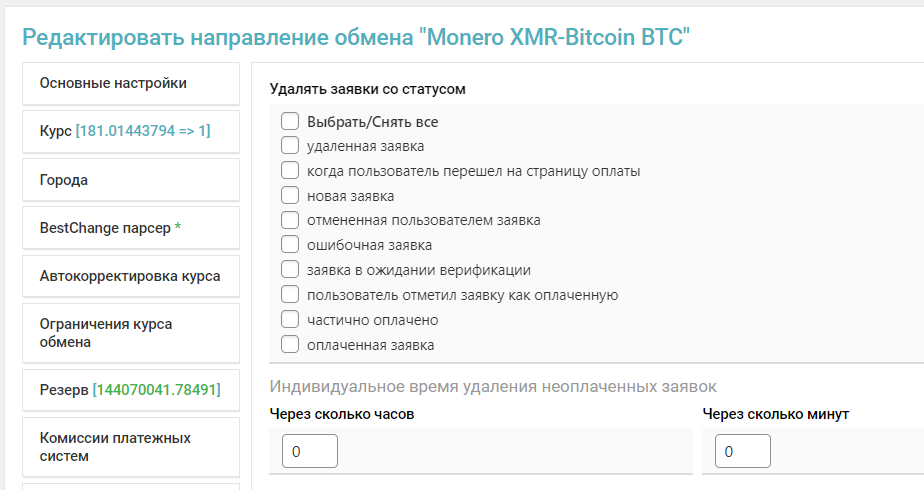 Редактировать направление обмена "Monero XMR-Bitcoin BTC"
Основные настройки
Курс [181.01443794 => 1]
Города
BestChange парсер *
Автокорректировка курса
Ограничения курса
обмена
Резерв [144070041.78491]
Комиссии платежных
систем
Удалять заявки со статусом
Выбрать/Снять все
удаленная заявка
когда пользователь перешел на страницу оплаты
новая заявка
отмененная пользователем заявка
ошибочная заявка
заявка в ожидании верификации
пользователь отметил заявку как оплаченную
частично оплачено
оплаченная заявка
Индивидуальное время удаления неоплаченных заявок
Через сколько часов
0
Через сколько минут
0